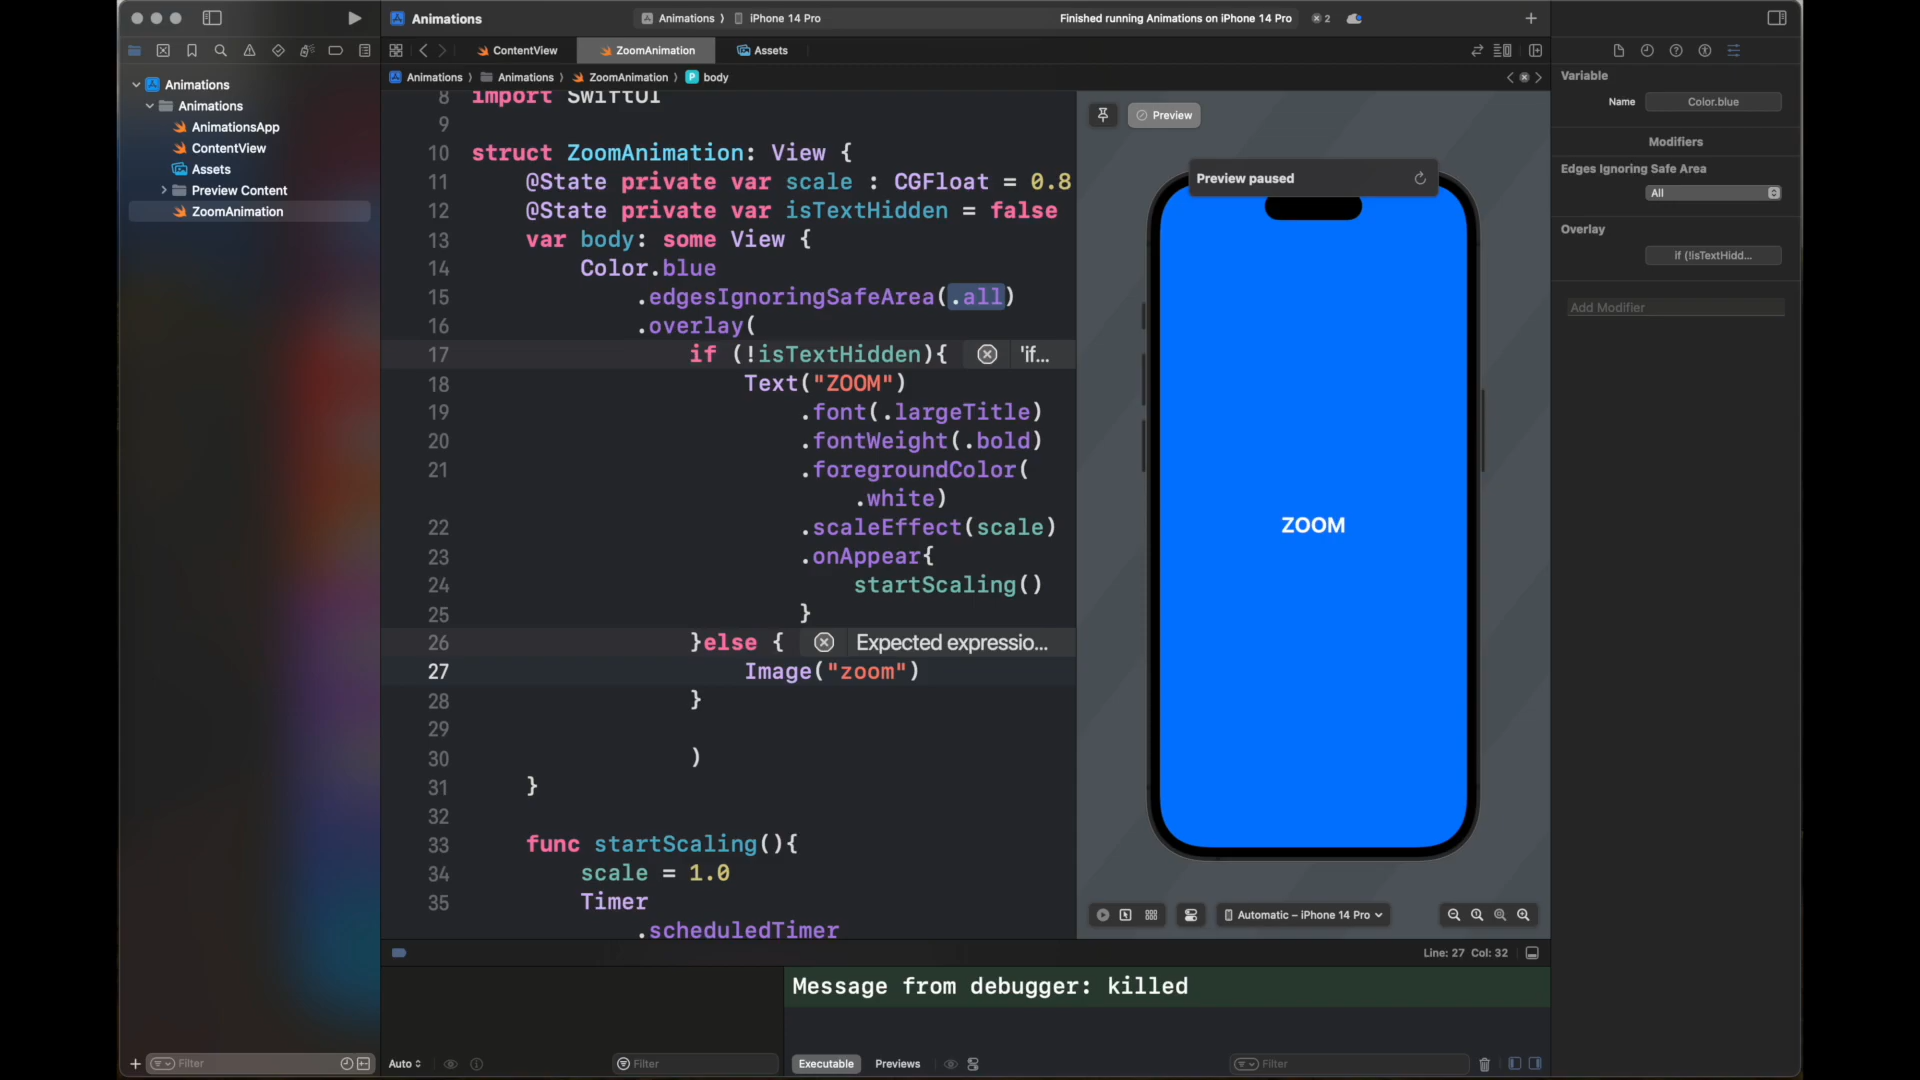 Animations
Animations
iPhone 14 Pro
Finished running Animations on iPhone 14 Pro
2
ContentView
ZoomAnimation
Assets
Animations
Animations
ZoomAnimation
body
Animations
Animations
AnimationsApp
ContentView
Assets
Preview Content
ZoomAnimation
8 import SwiftUI
9
10 struct ZoomAnimation: View {
11 @State private var scale : CGFloat = 0.8
12 @State private var isTextHidden = false
13 var body: some View {
14 Color.blue
15 .edgesIgnoringSafeArea(.all)
16 .overlay(
17 if (!isTextHidden){ 'if...
18 Text("ZOOM")
19 .font(.largeTitle)
20 .fontWeight(.bold)
21 .foregroundColor(
.white)
22 .scaleEffect(scale)
23 .onAppear{
24 startScaling()
25 }
26 }else { Expected expressio...
27 Image("zoom")
28 }
29
30 )
31 }
32
33 func startScaling(){
34 scale = 1.0
35 Timer
.scheduledTimer
Preview
Preview paused
ZOOM
Automatic – iPhone 14 Pro
Variable
Name
Color.blue
Modifiers
Edges Ignoring Safe Area
All
Overlay
if (!isTextHidd...
Add Modifier
Line: 27 Col: 32
Message from debugger: killed
Filter
Auto
Filter
Executable
Previews
Filter